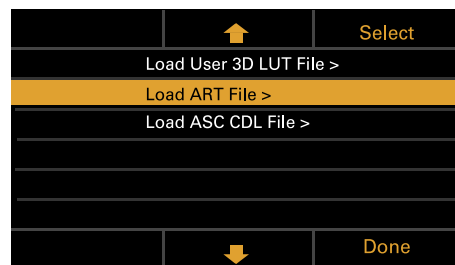 Select
Load User 3D LUT File >
Load ART File >
Load ASC CDL File >
Done